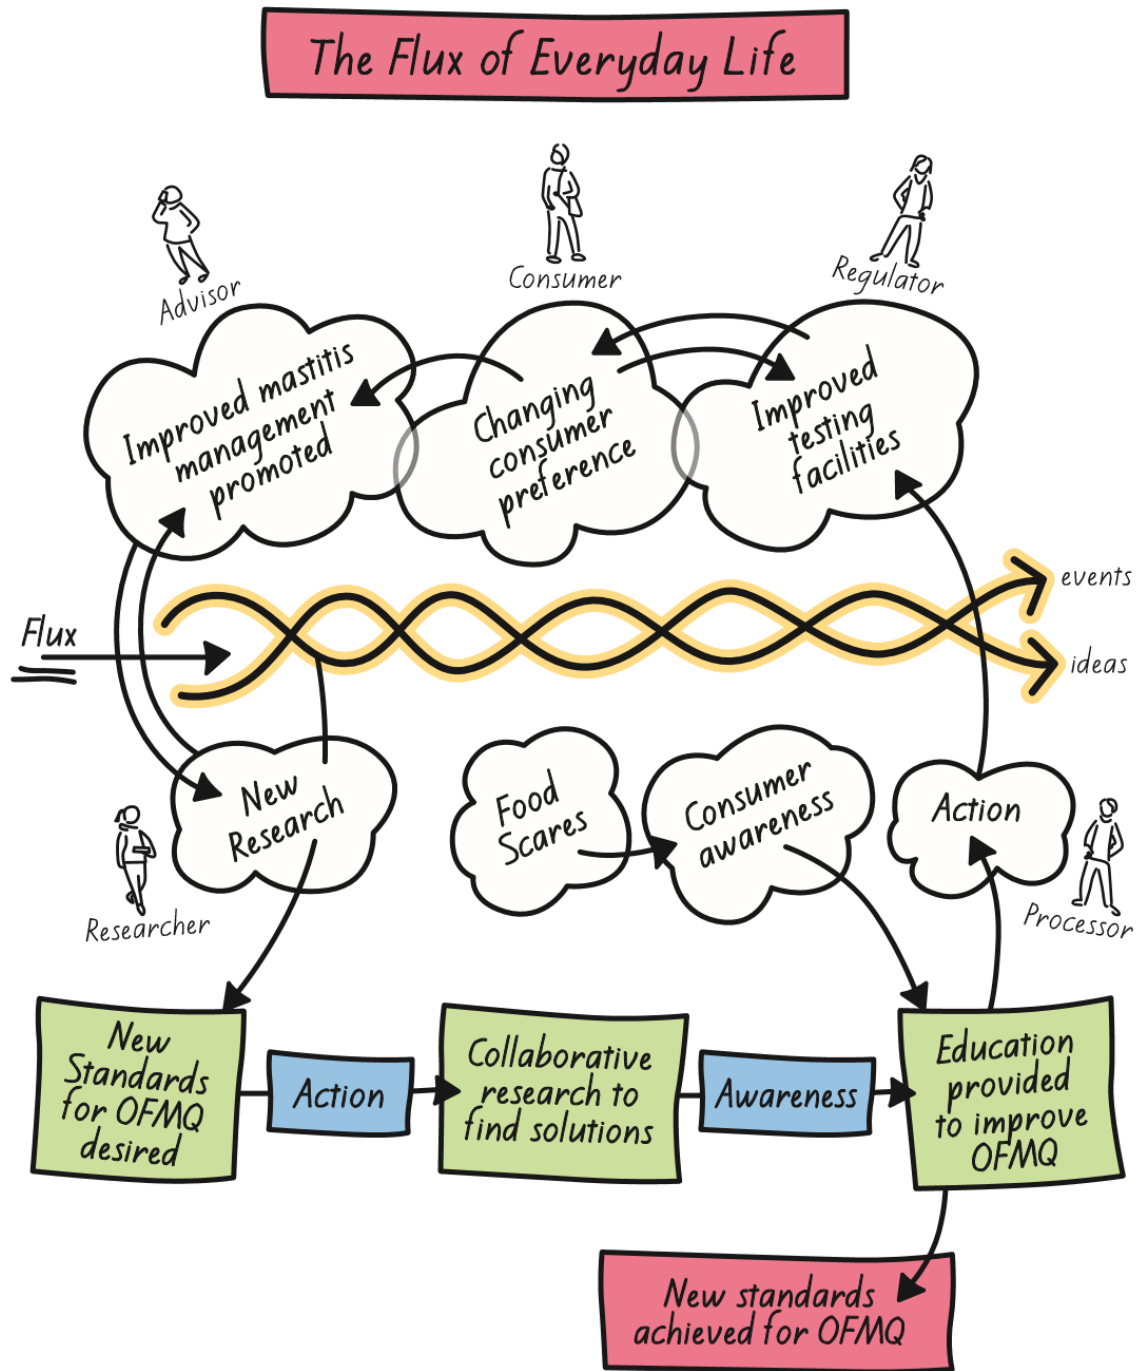 The Flux of Everyday Life
Advisor
Consumer
Regulator
Improved mastitis
management
promoted
Changing
consumer
preference
Improved
testing
facilities
events
Flux
ideas
New
Research
Food
Scares
Consumer
awareness
Action
Researcher
Processor
New
Standards
for OFMQ
desired
Action
Collaborative
research to
find solutions
Awareness
Education
provided
to improve
OFMQ
New standards
achieved for OFMQ